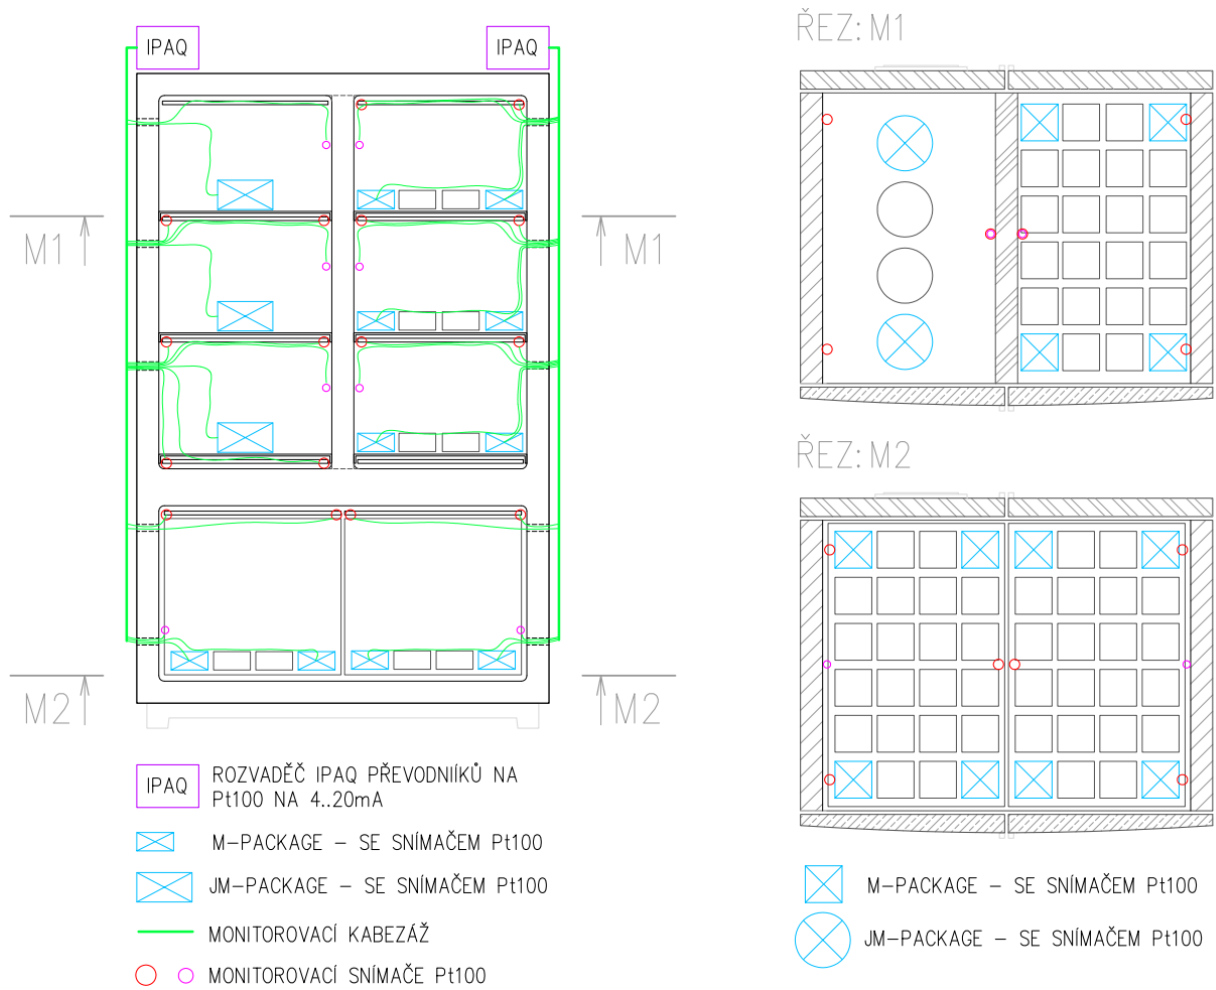 IPAQ
IPAQ
ŘEZ: M1
M1
M1
ŘEZ: M2
M2
M2
IPAQ
ROZVADĚČ IPAQ PŘEVODNIÍKŮ NA
Pt100 NA 4..20mA
M-PACKAGE - SE SNÍMAČEM Pt100
JM-PACKAGE - SE SNÍMAČEM Pt100
MONITOROVACÍ KABEZÁŽ
MONITOROVACÍ SNÍMAČE Pt100
M-PACKAGE - SE SNÍMAČEM Pt100
JM-PACKAGE - SE SNÍMAČEM Pt100